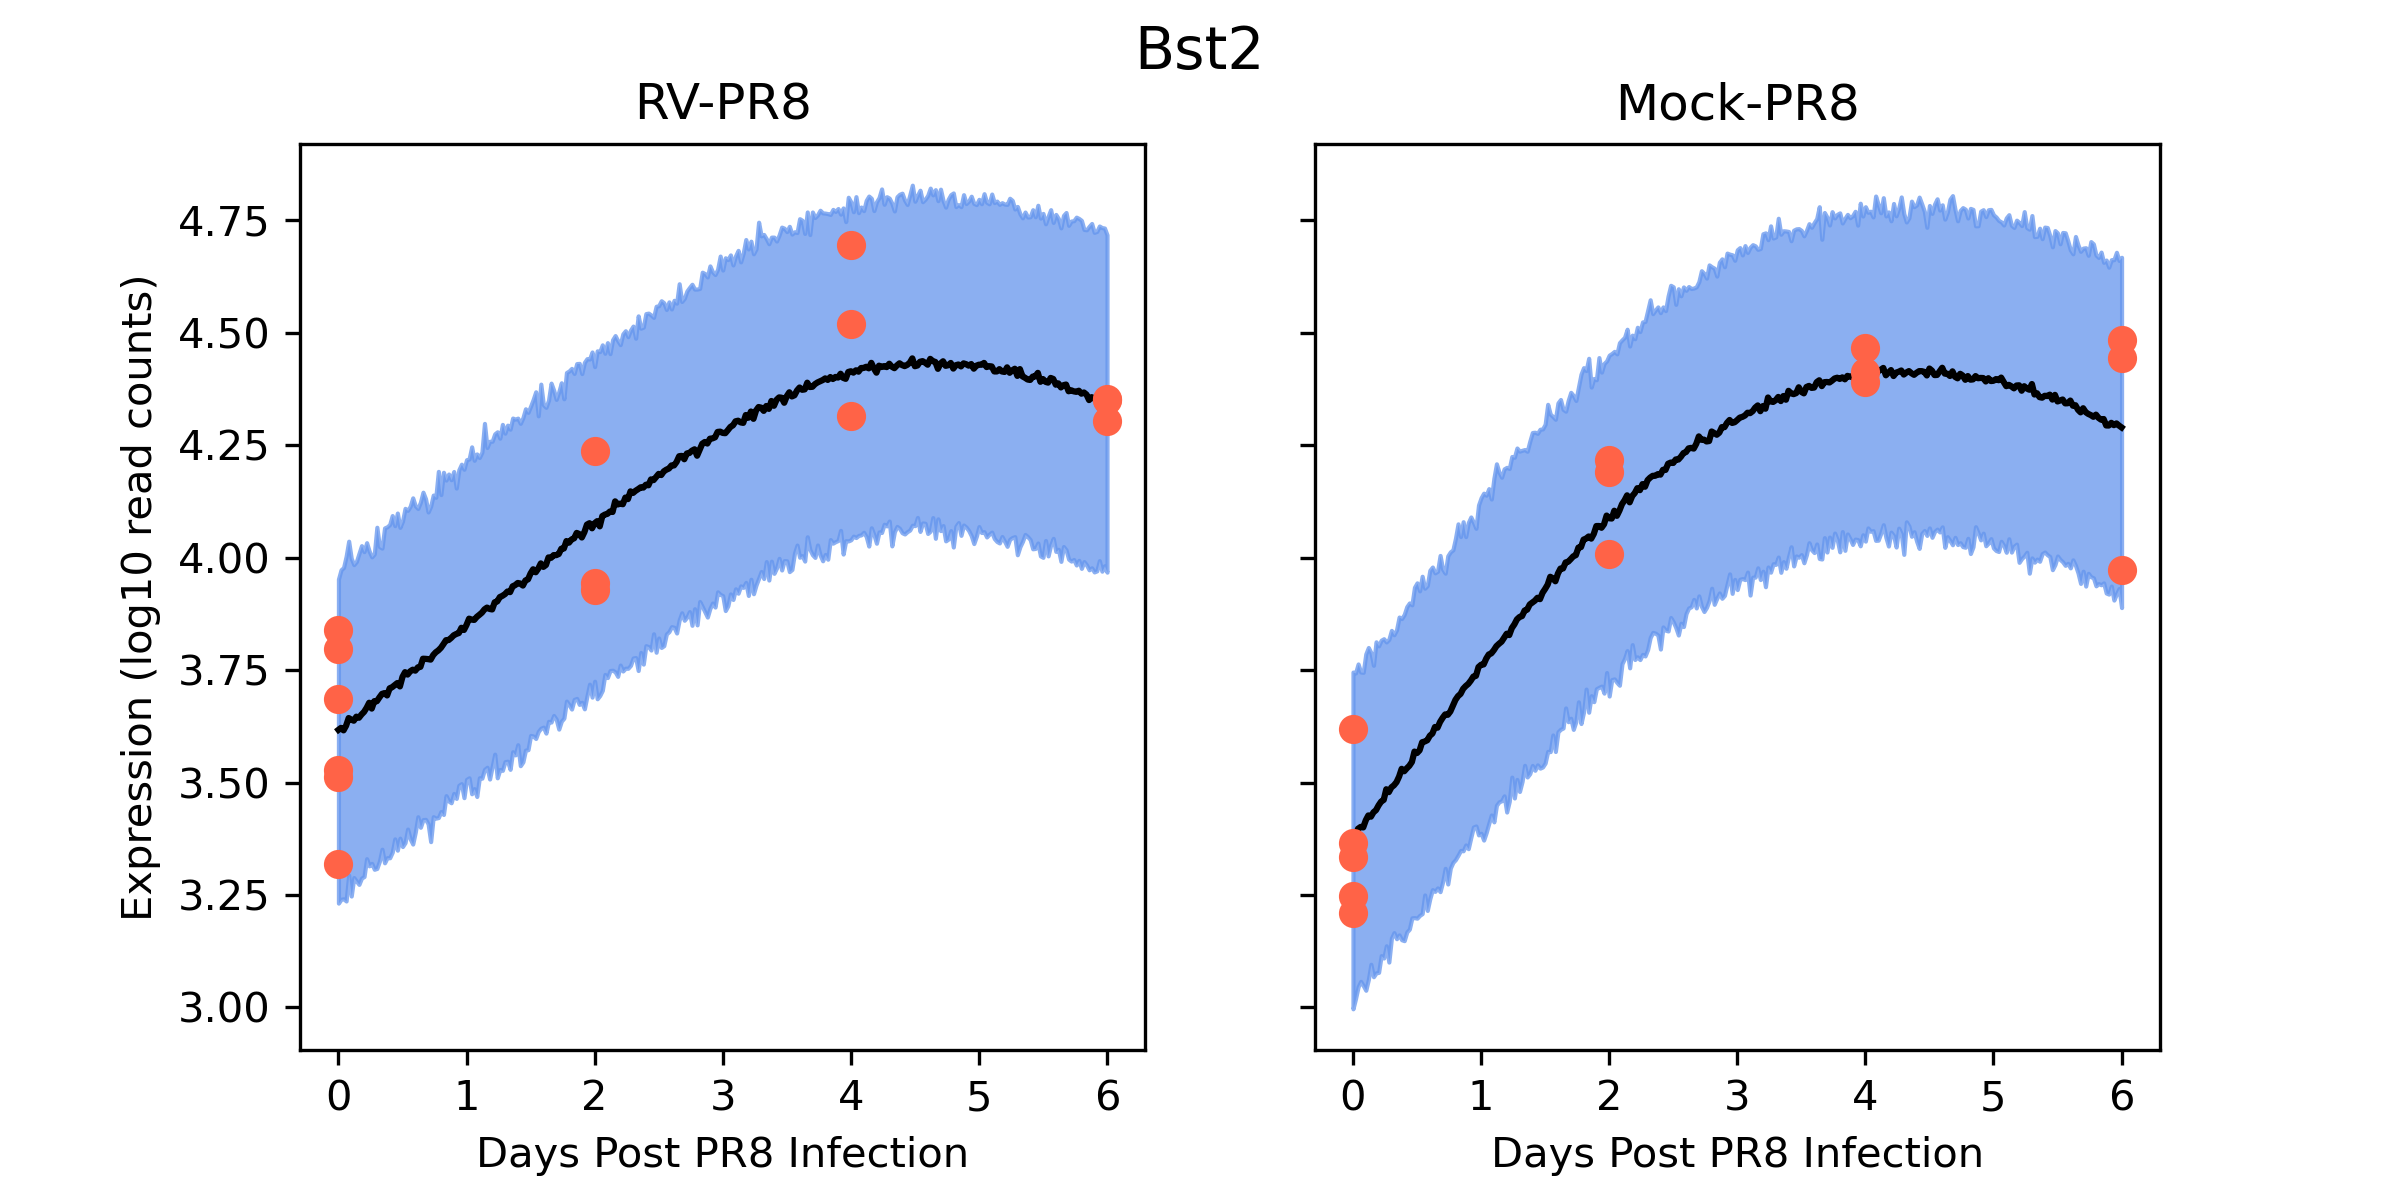 Bst2
RV-PR8
Mock-PR8
Expression (log10 read counts)
4.75
4.50
4.25
4.00
3.75
3.50
3.25
3.00
0 1 2 3 4 5 6
0 1 2 3 4 5 6
Days Post PR8 Infection
Days Post PR8 Infection